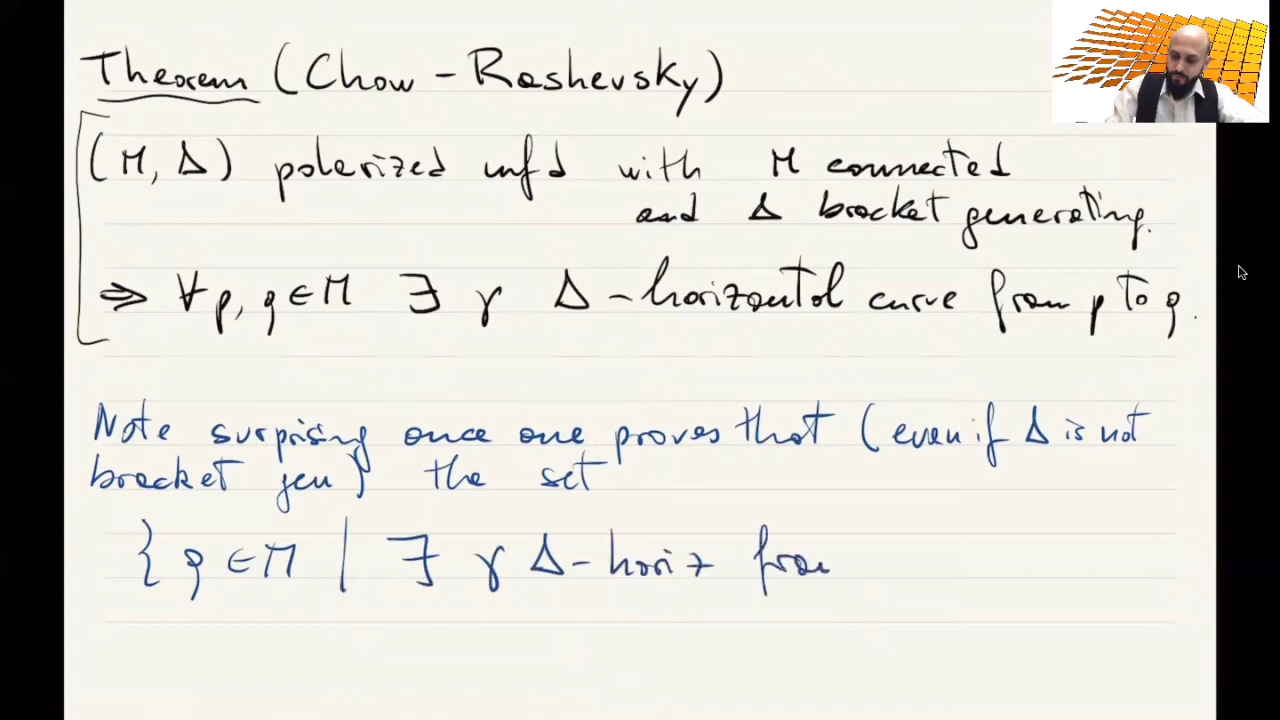 Theorem (Chow - Rashevsky)
(M, Δ) polarized mfd with M connected
and Δ bracket generating.
⇒ ∀p, q ∈ M ∃ γ Δ-horizontal curve from p to q.
Note surprising once one proves that (even if Δ is not
bracket gen) the set
{ q ∈ M | ∃ γ Δ-horiz from